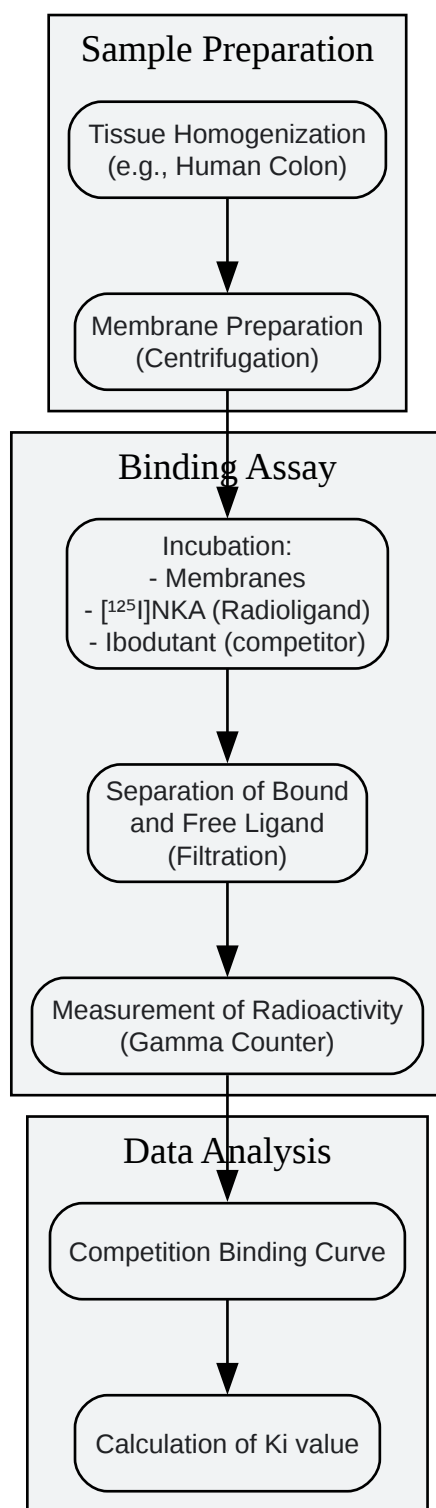 Sample Preparation
Tissue Homogenization
(e.g., Human Colon)
Membrane Preparation
(Centrifugation)
Binding Assay
Incubation:
- Membranes
- [¹²⁵I]NKA (Radioligand)
- Ibodutant (competitor)
Separation of Bound
and Free Ligand
(Filtration)
Measurement of Radioactivity
(Gamma Counter)
Data Analysis
Competition Binding Curve
Calculation of Ki value